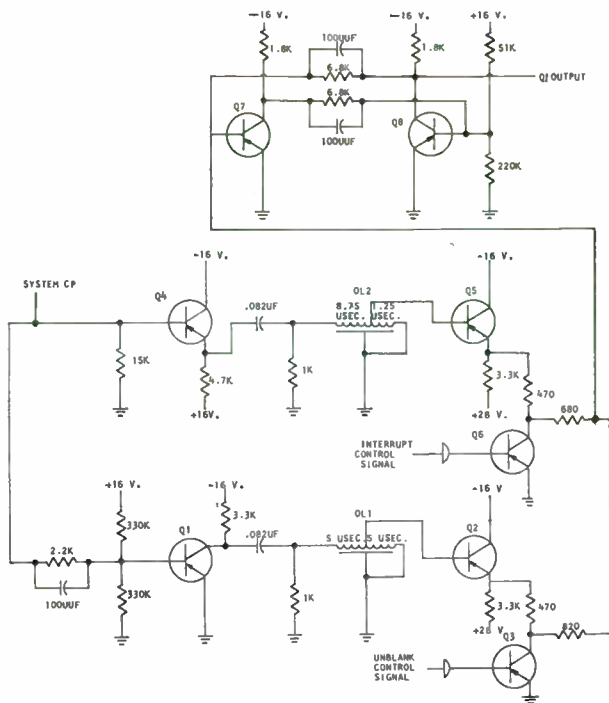 -16 V. -16 V. +16 V.
100UUF
1.8K 1.8K 51K
6.8K
Q1 OUTPUT
6.8K
Q7 Q8
100UUF
220K
-16 V. -16 V.
SYSTEM CP
Q4 DL2 Q5
.082UF 8.75 1.25
USEC. USEC.
15K 1K 3.3K 470
4.7K
+16V. +28 V. 680
Q6
INTERRUPT
CONTROL
SIGNAL
+16 V. -16 V. -16 V
330K Q1 3.3K DL1 Q2
.082UF
2.2K 5 USEC. 5 USEC.
100UUF 330K 1K 3.3K 470
+28 V. 820
Q3
UNBLANK
CONTROL
SIGNAL